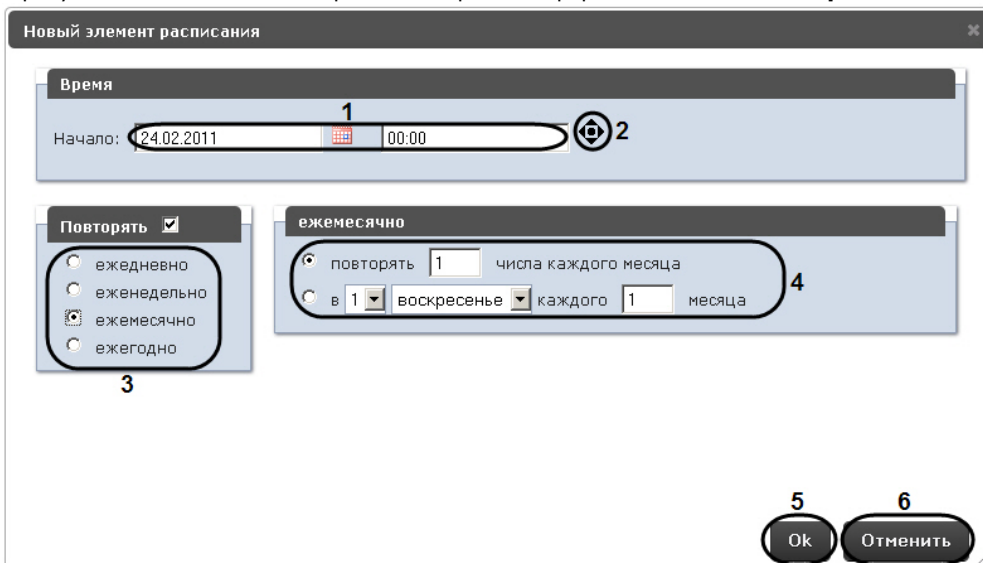 Новый элемент расписания
Время
1
Начало: 24.02.2011 00:00 2
Повторять
ежедневно
еженедельно
ежемесячно
ежегодно
3
ежемесячно
повторять 1 числа каждого месяца
в 1 воскресенье каждого 1 месяца
4
5 6
Ok Отменить